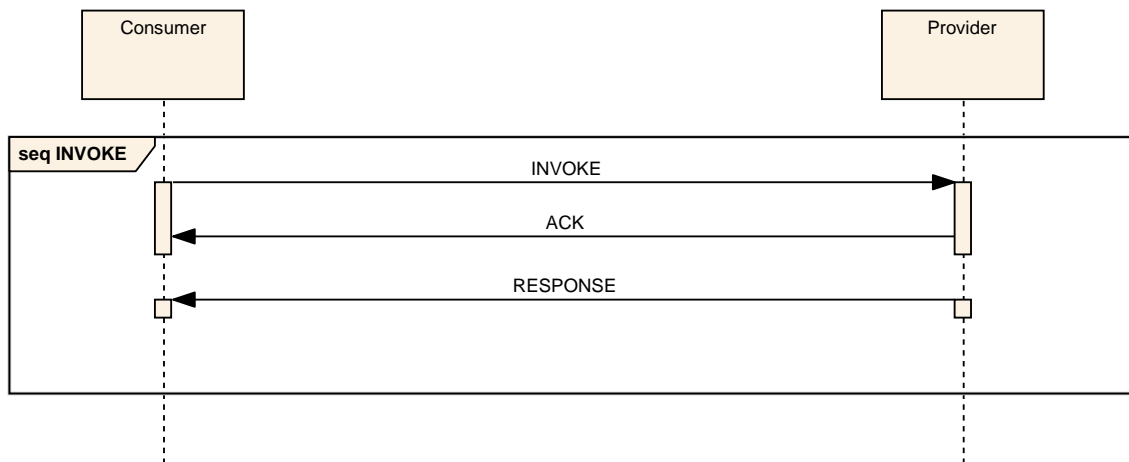 Consumer
Provider
seq INVOKE
INVOKE
ACK
RESPONSE